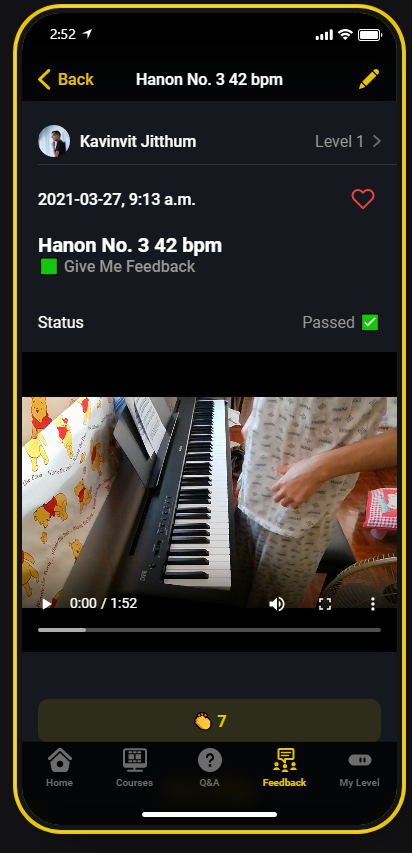 2:52
Back
Hanon No. 3 42 bpm
Kavinvit Jitthum
Level 1
2021-03-27, 9:13 a.m.
Hanon No. 3 42 bpm
Give Me Feedback
Status
Passed
0:00 / 1:52
7
Home
Courses
Q&A
Feedback
My Level